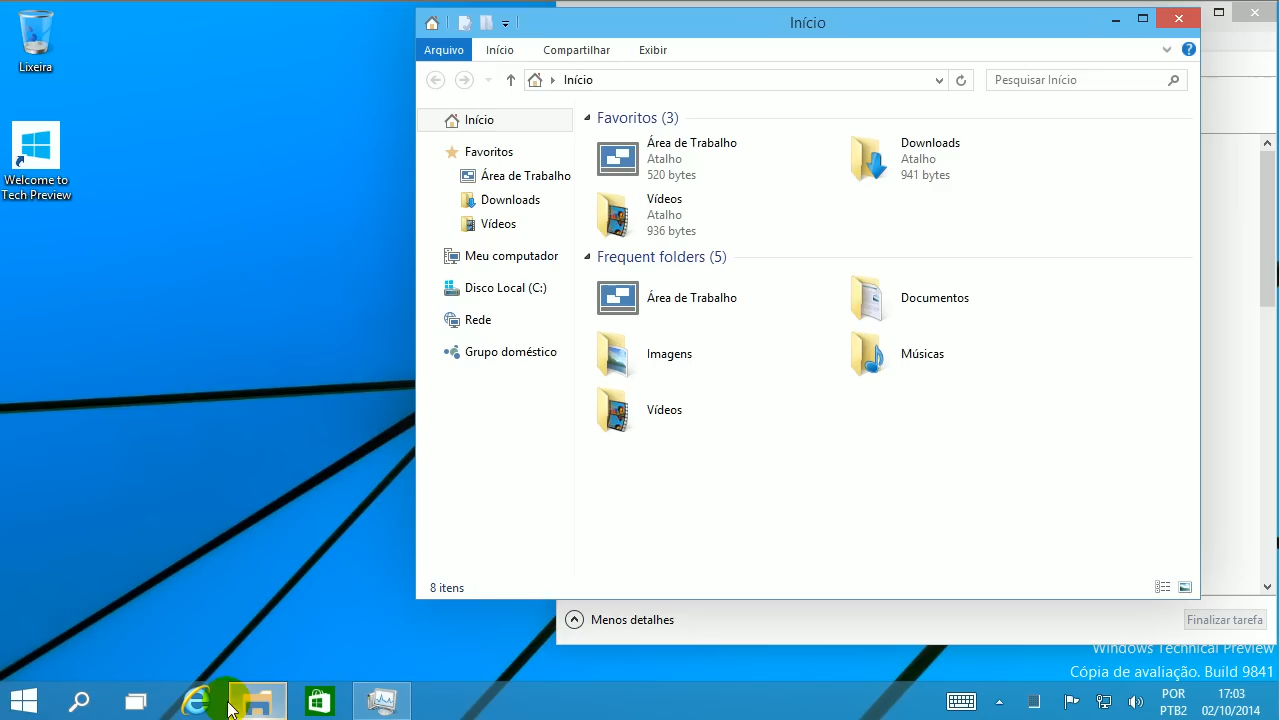 Lixeira
Welcome to
Tech Preview
Início
Arquivo
Início
Compartilhar
Exibir
Início
Pesquisar Início
Início
Favoritos
Área de Trabalho
Downloads
Vídeos
Meu computador
Disco Local (C:)
Rede
Grupo doméstico
Favoritos (3)
Área de Trabalho
Atalho
520 bytes
Downloads
Atalho
941 bytes
Vídeos
Atalho
936 bytes
Frequent folders (5)
Área de Trabalho
Documentos
Imagens
Músicas
Vídeos
8 itens
Menos detalhes
Finalizar tarefa
Windows Technical Preview
Cópia de avaliação. Build 9841
POR
PTB2
17:03
02/10/2014